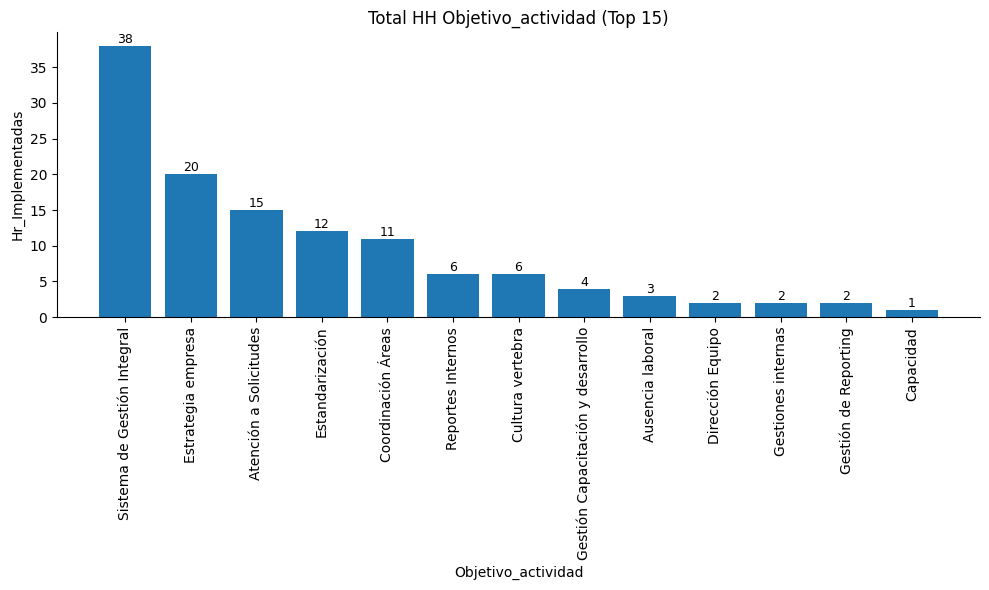 Total HH Objetivo_actividad (Top 15)
Hr_Implementadas
35
30
25
20
15
10
5
0
38
20
15
12
11
6
6
4
3
2
2
2
1
Sistema de Gestión Integral
Estrategia empresa
Atención a Solicitudes
Estandarización
Coordinación Áreas
Reportes Internos
Cultura vertebra
Gestión Capacitación y desarrollo
Ausencia laboral
Dirección Equipo
Gestiones internas
Gestión de Reporting
Capacidad
Objetivo_actividad